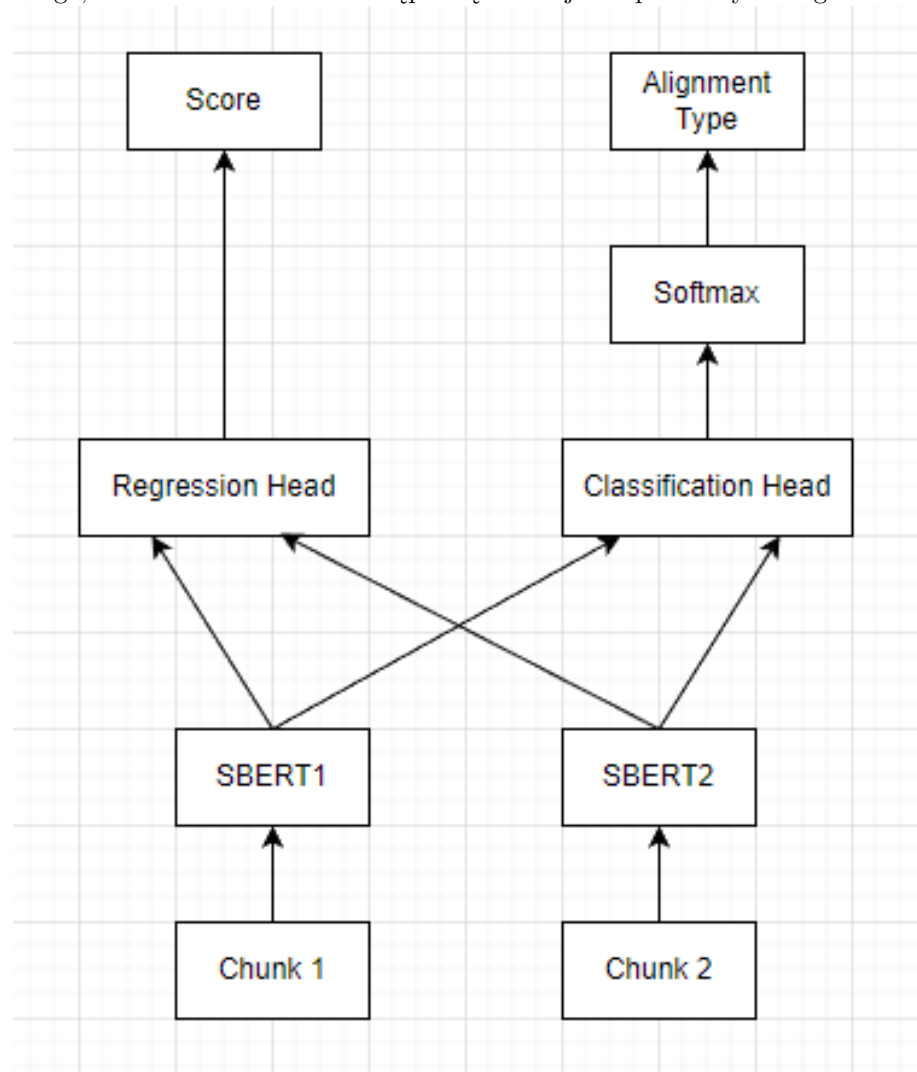 Score
Alignment
Type
Softmax
Regression Head
Classification Head
SBERT1
SBERT2
Chunk 1
Chunk 2